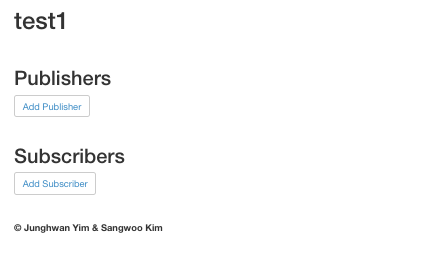 test1
Publishers
Add Publisher
Subscribers
Add Subscriber
© Junghwan Yim & Sangwoo Kim